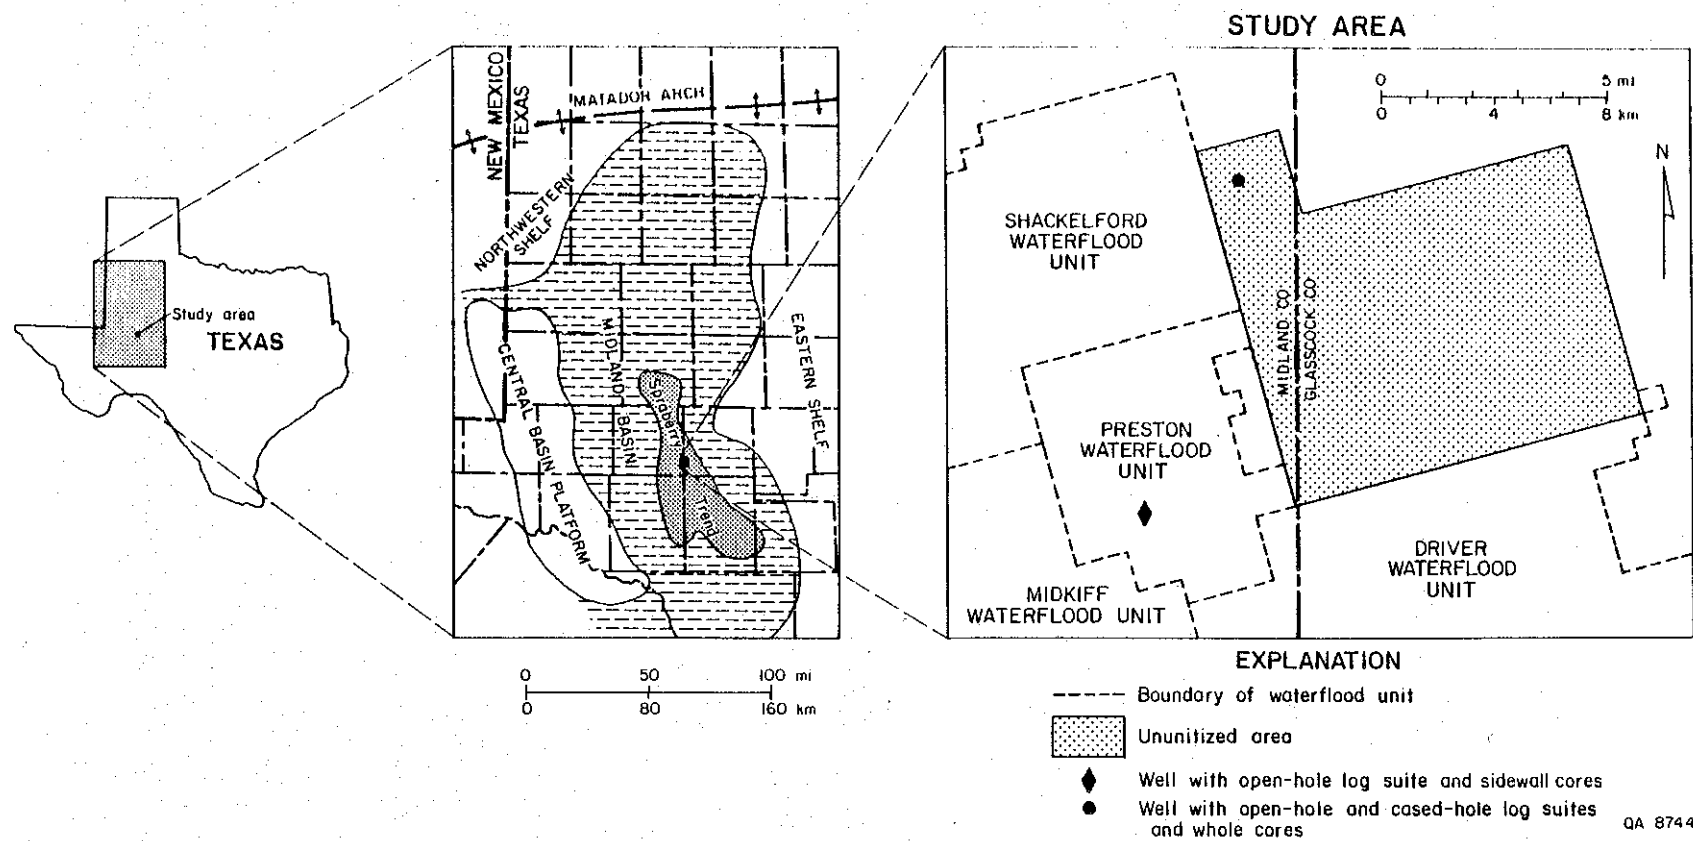 STUDY AREA
Study area
TEXAS
NEW MEXICO
TEXAS
MATADOR ARCH
NORTHWESTERN
SHELF
CENTRAL BASIN PLATFORM
MIDLAND BASIN
EASTERN SHELF
Spraberry Trend
0 50 100 mi
0 80 160 km
0 5 mi
0 4 8 km
N
SHACKELFORD
WATERFLOOD
UNIT
MIDLAND CO
GLASSCOCK CO
PRESTON
WATERFLOOD
UNIT
MIDKIFF
WATERFLOOD UNIT
DRIVER
WATERFLOOD
UNIT
EXPLANATION
Boundary of waterflood unit
Ununitized area
Well with open-hole log suite and sidewall cores
Well with open-hole and cased-hole log suites
and whole cores
QA 8744